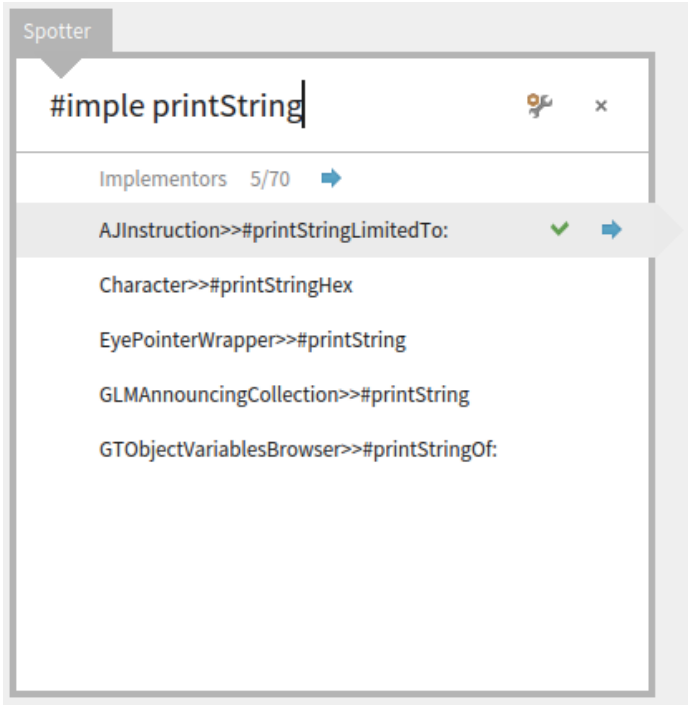 Spotter
#imple printString
Implementors 5/70
AJInstruction>>#printStringLimitedTo:
Character>>#printStringHex
EyePointerWrapper>>#printString
GLMAnnouncingCollection>>#printString
GTObjectVariablesBrowser>>#printStringOf: